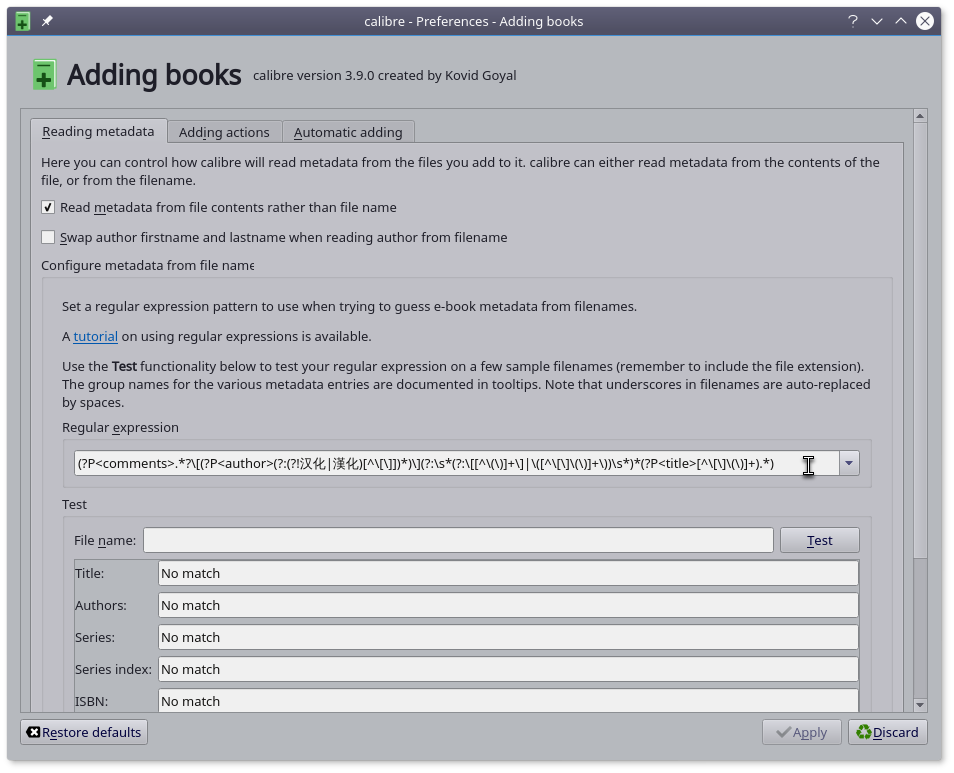 calibre - Preferences - Adding books
Adding books calibre version 3.9.0 created by Kovid Goyal
Reading metadata Adding actions Automatic adding
Here you can control how calibre will read metadata from the files you add to it. calibre can either read metadata from the contents of the
file, or from the filename.
Read metadata from file contents rather than file name
Swap author firstname and lastname when reading author from filename
Configure metadata from file name
Set a regular expression pattern to use when trying to guess e-book metadata from filenames.
A tutorial on using regular expressions is available.
Use the Test functionality below to test your regular expression on a few sample filenames (remember to include the file extension).
The group names for the various metadata entries are documented in tooltips. Note that underscores in filenames are auto-replaced
by spaces.
Regular expression
(?P<comments>.*?\[(?P<author>(?:(?!汉化|漢化)[^\[\]])*)\](?:\s*(?:\[[^\(\)]+\]|\([^\[\]\(\)]+\))\s*)*(?P<title>[^\[\]\(\)]+).*)
Test
File name: Test
Title: No match
Authors: No match
Series: No match
Series index: No match
ISBN: No match
Restore defaults Apply Discard